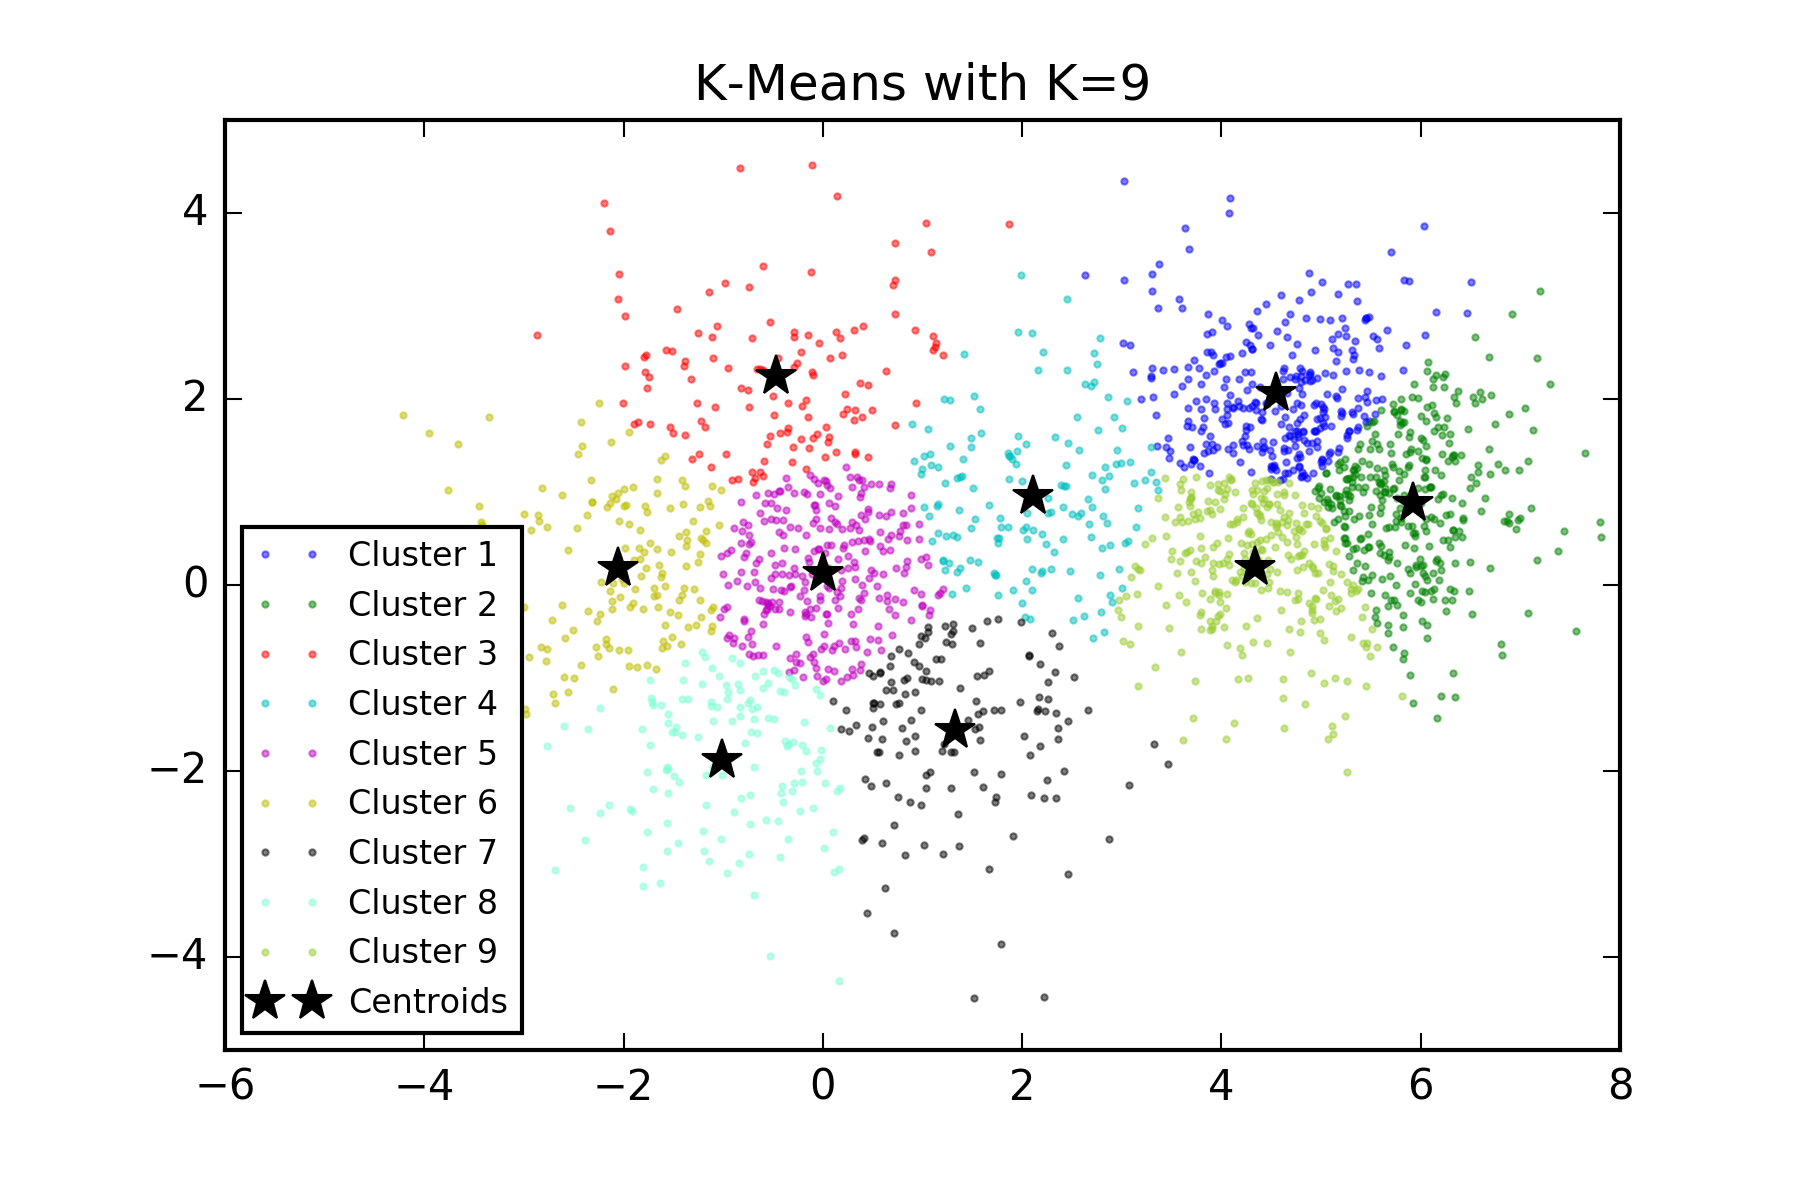 K-Means with K=9
4
2
0
−2
−4
Cluster 1
Cluster 2
Cluster 3
Cluster 4
Cluster 5
Cluster 6
Cluster 7
Cluster 8
Cluster 9
Centroids
−6 −4 −2 0 2 4 6 8